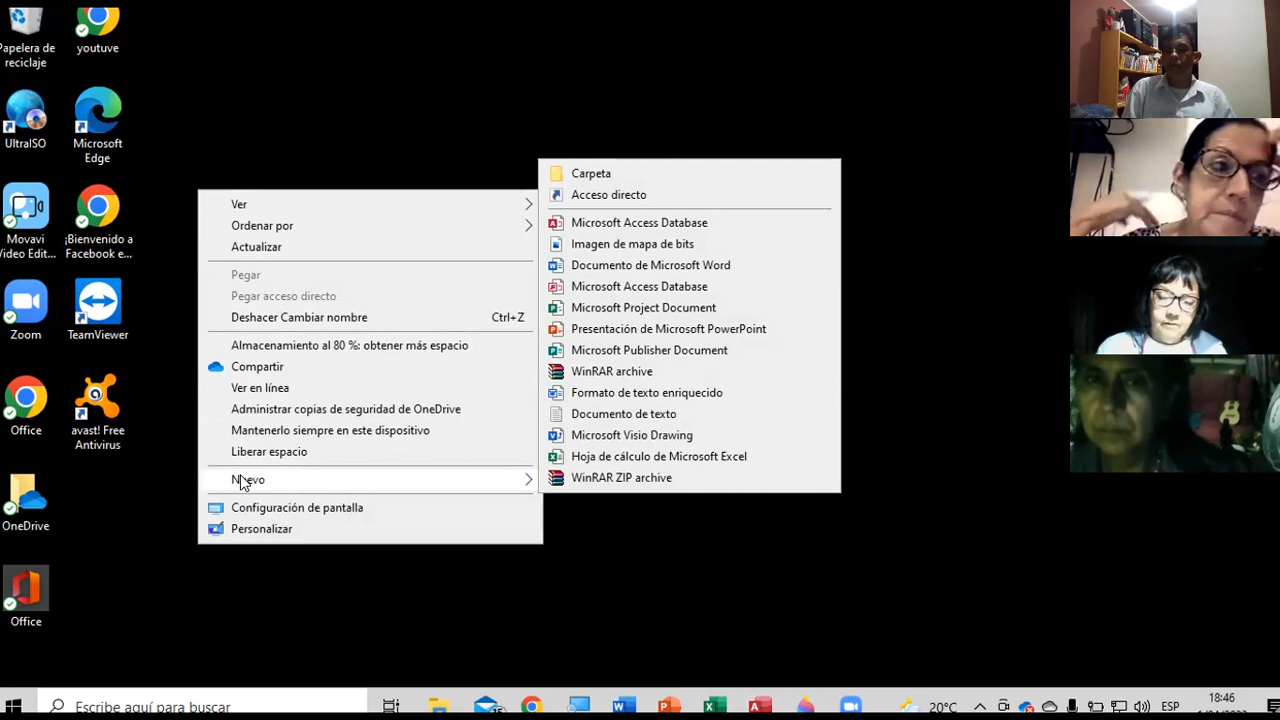 Papelera de
reciclaje
youtuve
UltraISO
Microsoft
Edge
Movavi
Video Edit...
¡Bienvenido a
Facebook e...
Zoom
TeamViewer
Office
avast! Free
Antivirus
OneDrive
Office
Ver
Ordenar por
Actualizar
Pegar
Pegar acceso directo
Deshacer Cambiar nombre Ctrl+Z
Almacenamiento al 80 %: obtener más espacio
Compartir
Ver en línea
Administrar copias de seguridad de OneDrive
Mantenerlo siempre en este dispositivo
Liberar espacio
Nuevo
Configuración de pantalla
Personalizar
Carpeta
Acceso directo
Microsoft Access Database
Imagen de mapa de bits
Documento de Microsoft Word
Microsoft Access Database
Microsoft Project Document
Presentación de Microsoft PowerPoint
Microsoft Publisher Document
WinRAR archive
Formato de texto enriquecido
Documento de texto
Microsoft Visio Drawing
Hoja de cálculo de Microsoft Excel
WinRAR ZIP archive
Escribe aquí para buscar
20°C
ESP
18:46